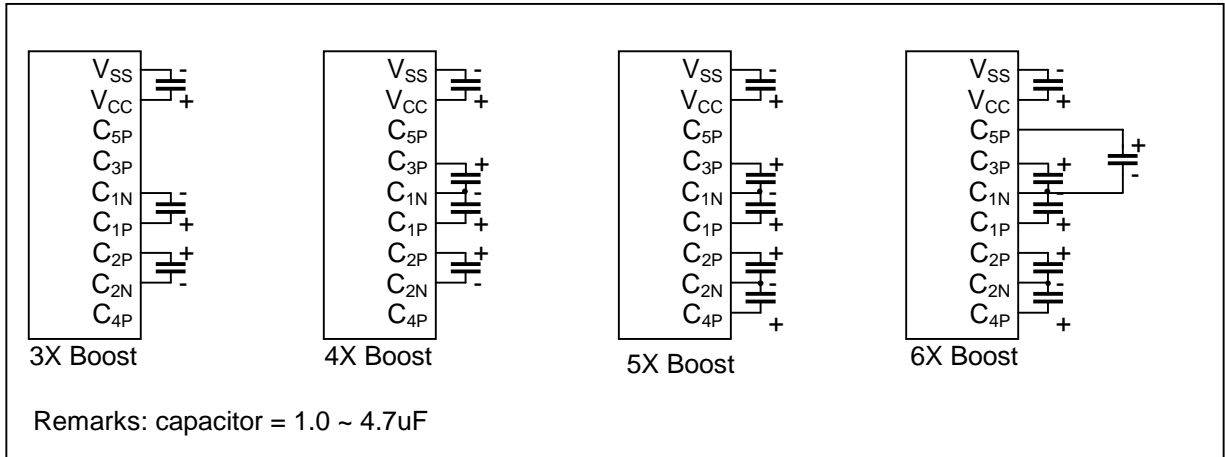 VSS -
VCC +
C5P
C3P
C1N -
C1P +
C2P +
C2N -
C4P
3X Boost
VSS -
VCC +
C5P
C3P +
C1N -
C1P +
C2P +
C2N -
C4P
4X Boost
VSS -
VCC +
C5P
C3P +
C1N -
C1P +
C2P +
C2N -
C4P +
5X Boost
VSS -
VCC +
C5P +
C3P + -
C1N -
C1P +
C2P +
C2N -
C4P +
6X Boost
Remarks: capacitor = 1.0 ~ 4.7uF